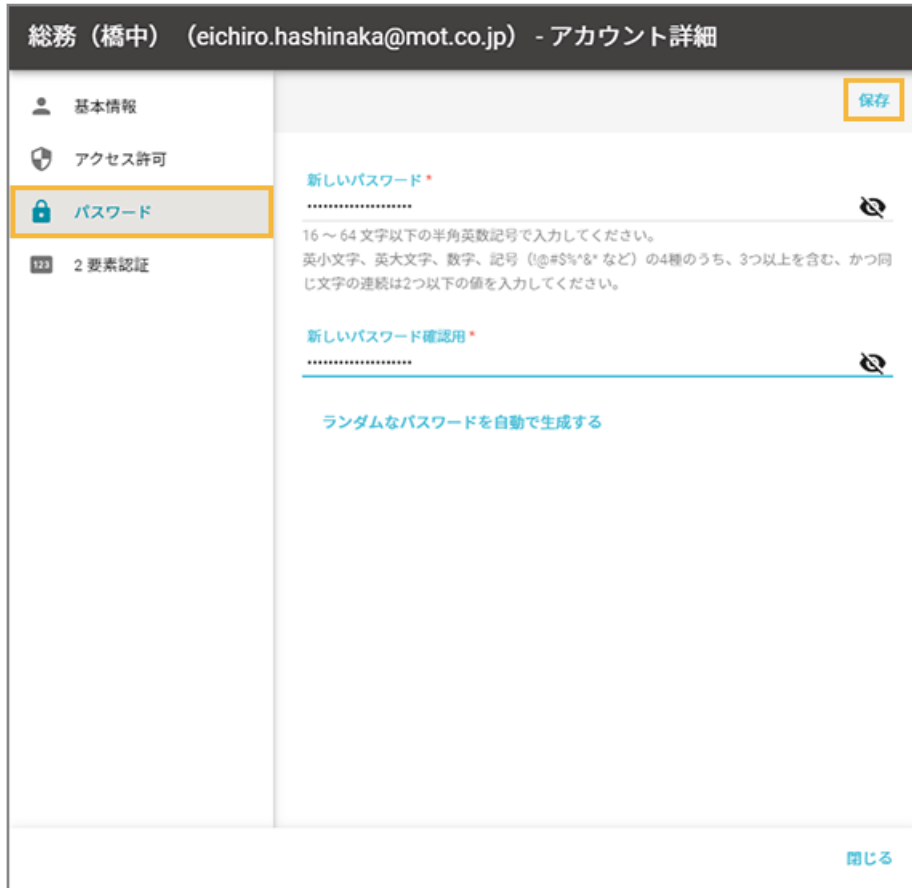 総務（橋中）（eichiro.hashinaka@mot.co.jp） - アカウント詳細
基本情報
アクセス許可
パスワード
123 2 要素認証
保存
新しいパスワード *
••••••••••••••••••••
16 ～ 64 文字以下の半角英数記号で入力してください。
英小文字、英大文字、数字、記号（!@#$%^&* など）の4種のうち、3つ以上を含む、かつ同
じ文字の連続は2つ以下の値を入力してください。
新しいパスワード確認用 *
••••••••••••••••••••
ランダムなパスワードを自動で生成する
閉じる